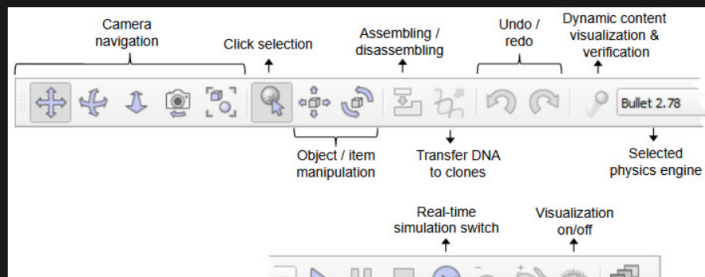 Camera
navigation
Click selection
Assembling /
disassembling
Undo /
redo
Dynamic content
visualization &
verification
Bullet 2.78
Object / item
manipulation
Transfer DNA
to clones
Selected
physics engine
Real-time
simulation switch
Visualization
on/off